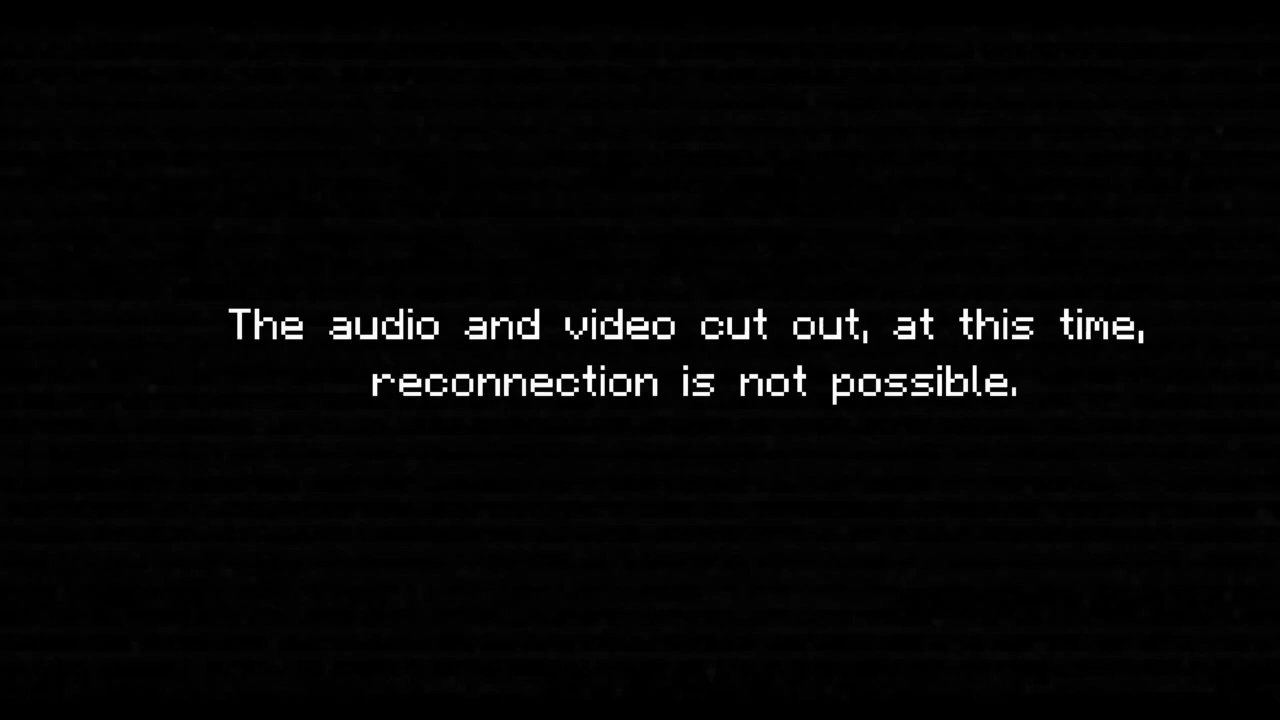 The audio and video cut out, at this time,
reconnection is not possible.